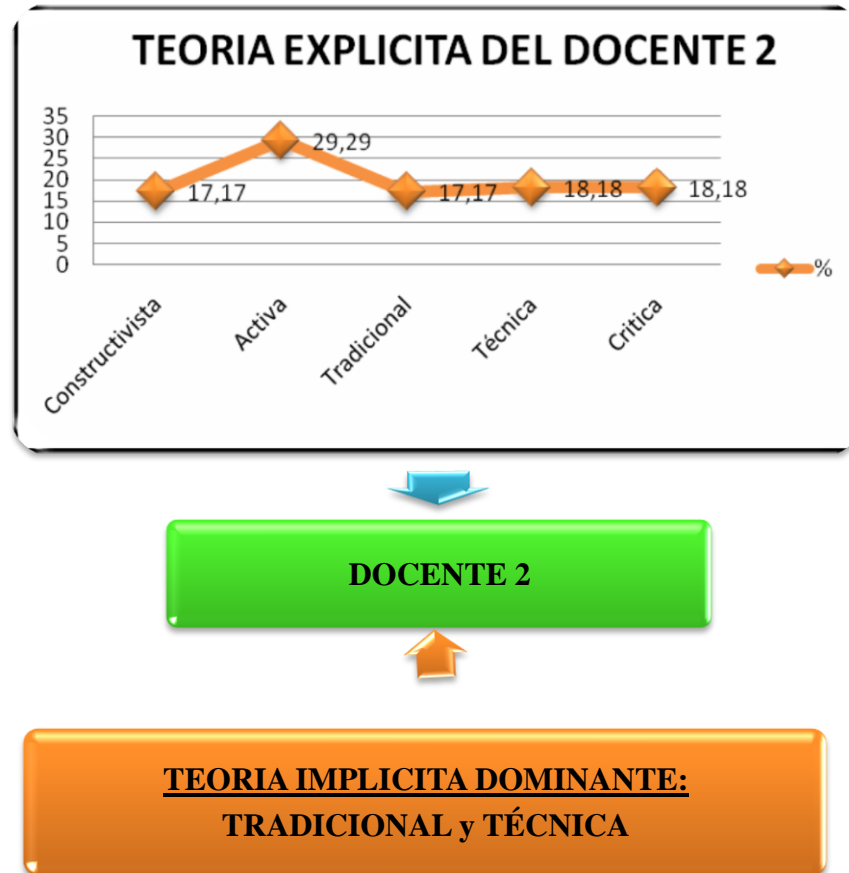 TEORIA EXPLICITA DEL DOCENTE 2
35
30
25
20
15
10
5
0
17,17
29,29
17,17
18,18
18,18
%
Constructivista
Activa
Tradicional
Técnica
Critica
DOCENTE 2
TEORIA IMPLICITA DOMINANTE:
TRADICIONAL y TÉCNICA